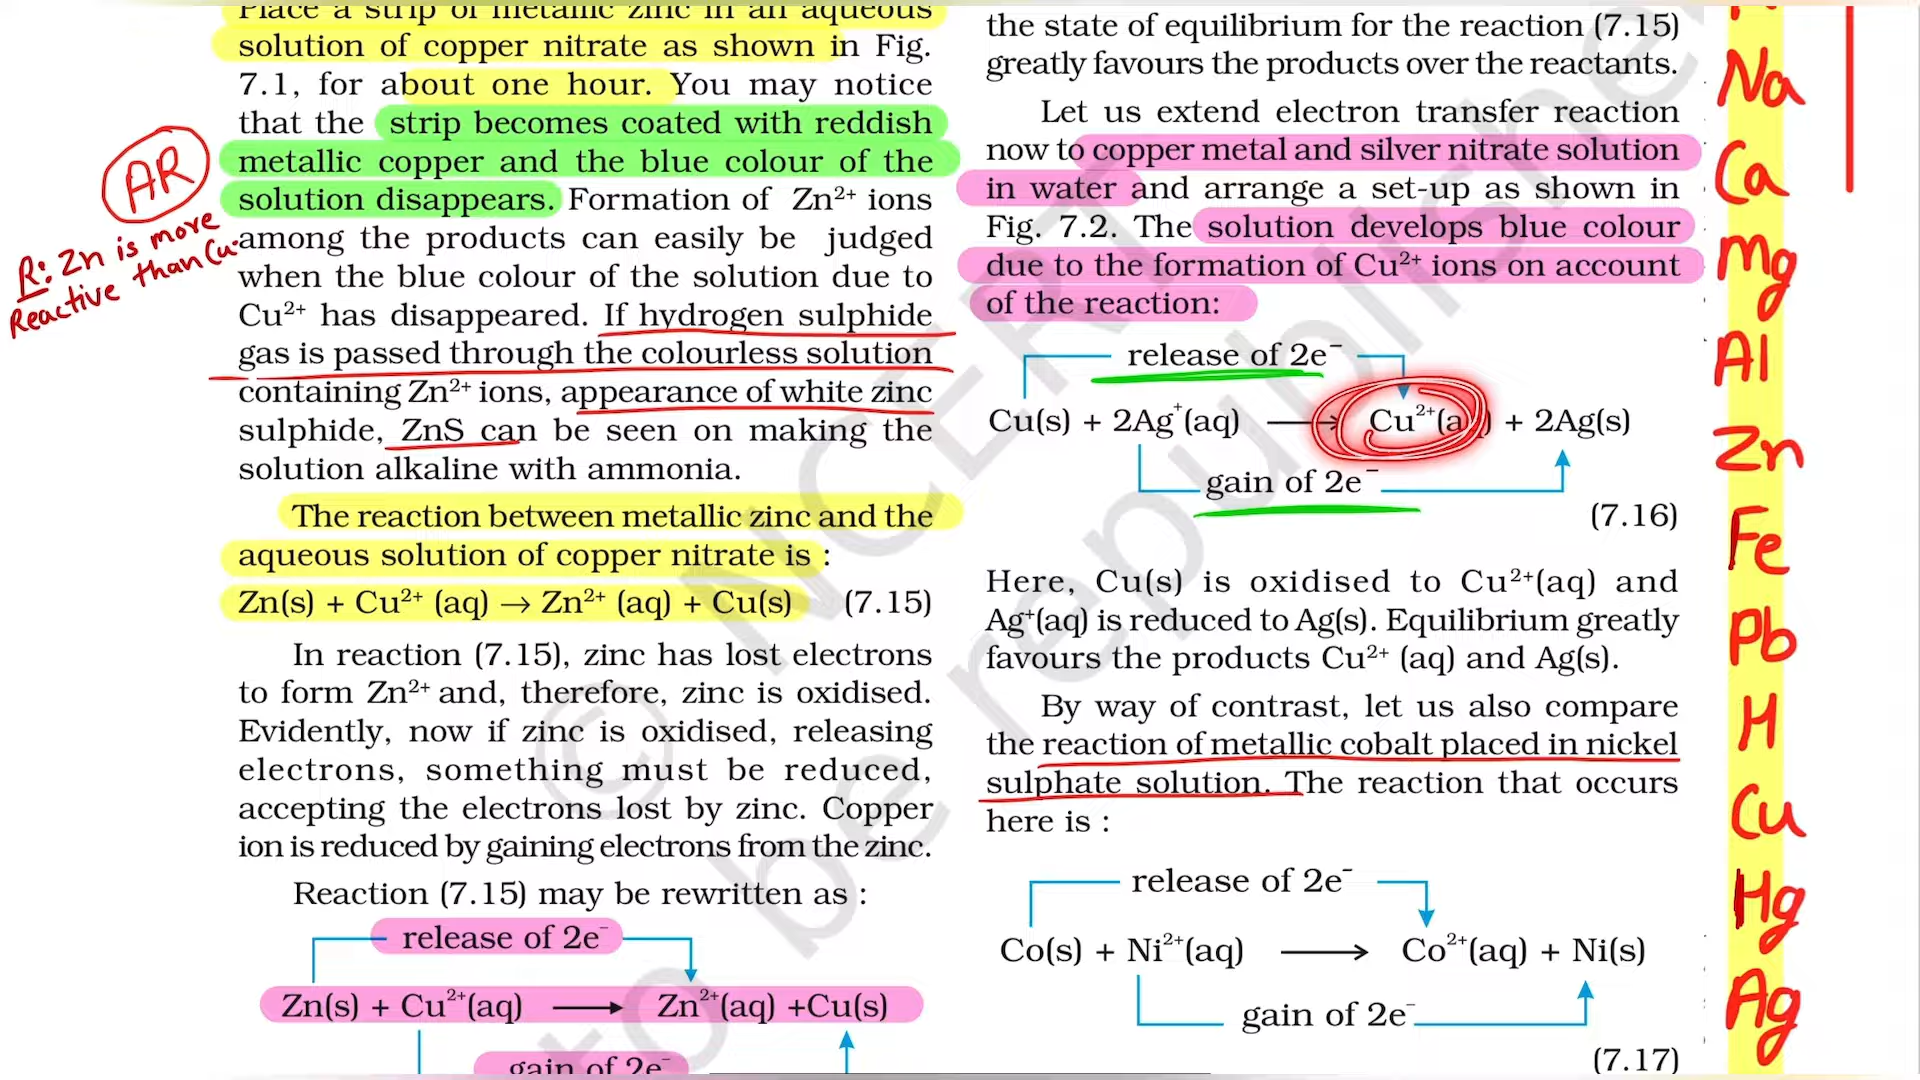 Place a strip of metallic zinc in an aqueous
solution of copper nitrate as shown in Fig.
7.1, for about one hour. You may notice
that the strip becomes coated with reddish
metallic copper and the blue colour of the
solution disappears. Formation of Zn²⁺ ions
among the products can easily be judged
when the blue colour of the solution due to
Cu²⁺ has disappeared. If hydrogen sulphide
gas is passed through the colourless solution
containing Zn²⁺ ions, appearance of white zinc
sulphide, ZnS can be seen on making the
solution alkaline with ammonia.
The reaction between metallic zinc and the
aqueous solution of copper nitrate is :
Zn(s) + Cu²⁺ (aq) → Zn²⁺ (aq) + Cu(s) (7.15)
In reaction (7.15), zinc has lost electrons
to form Zn²⁺ and, therefore, zinc is oxidised.
Evidently, now if zinc is oxidised, releasing
electrons, something must be reduced,
accepting the electrons lost by zinc. Copper
ion is reduced by gaining electrons from the zinc.
Reaction (7.15) may be rewritten as :
release of 2e⁻
Zn(s) + Cu²⁺(aq) → Zn²⁺(aq) +Cu(s)
gain of 2e⁻
AR
R: Zn is more
Reactive than Cu.
the state of equilibrium for the reaction (7.15)
greatly favours the products over the reactants.
Let us extend electron transfer reaction
now to copper metal and silver nitrate solution
in water and arrange a set-up as shown in
Fig. 7.2. The solution develops blue colour
due to the formation of Cu²⁺ ions on account
of the reaction:
release of 2e⁻
Cu(s) + 2Ag⁺(aq) → Cu²⁺(aq) + 2Ag(s)
gain of 2e⁻
(7.16)
Here, Cu(s) is oxidised to Cu²⁺(aq) and
Ag⁺(aq) is reduced to Ag(s). Equilibrium greatly
favours the products Cu²⁺ (aq) and Ag(s).
By way of contrast, let us also compare
the reaction of metallic cobalt placed in nickel
sulphate solution. The reaction that occurs
here is :
release of 2e⁻
Co(s) + Ni²⁺(aq) → Co²⁺(aq) + Ni(s)
gain of 2e⁻
(7.17)
Na
Ca
Mg
Al
Zn
Fe
Pb
H
Cu
Hg
Ag
© NCERT
to be republished